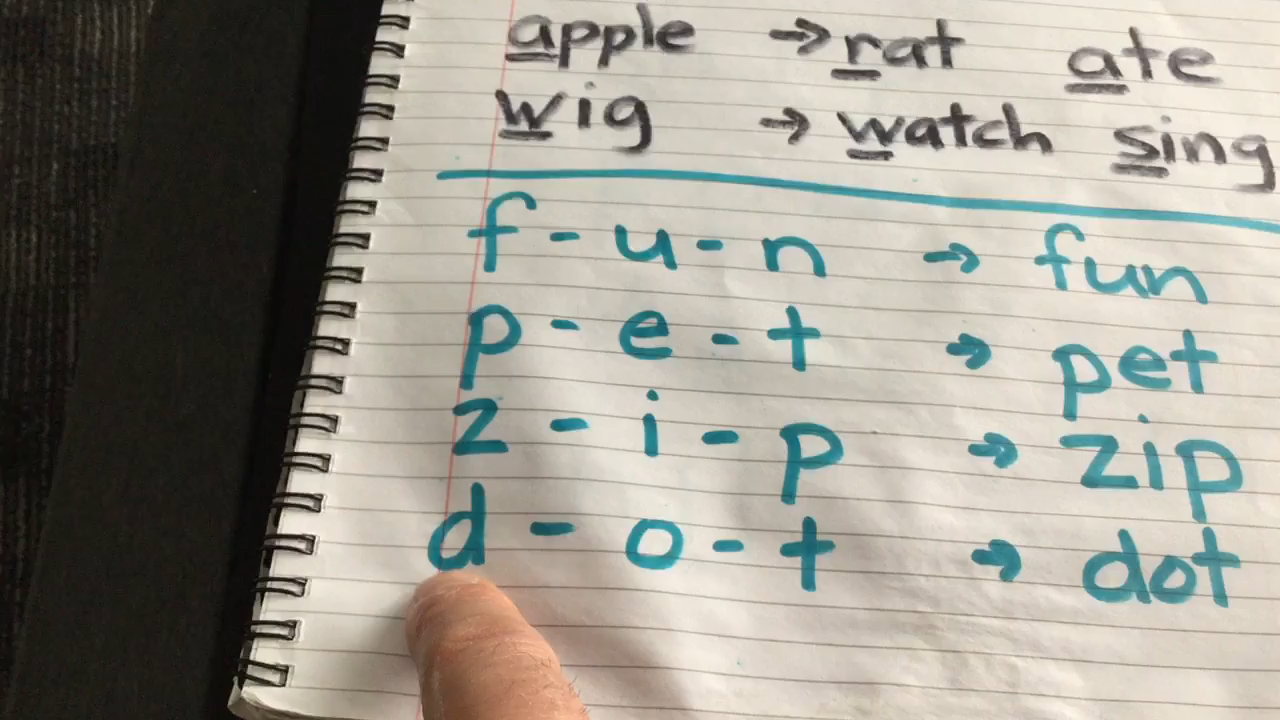 apple → rat ate
wig → watch sing
f - u - n → fun
p - e - t → pet
z - i - p → zip
d - o - t → dot